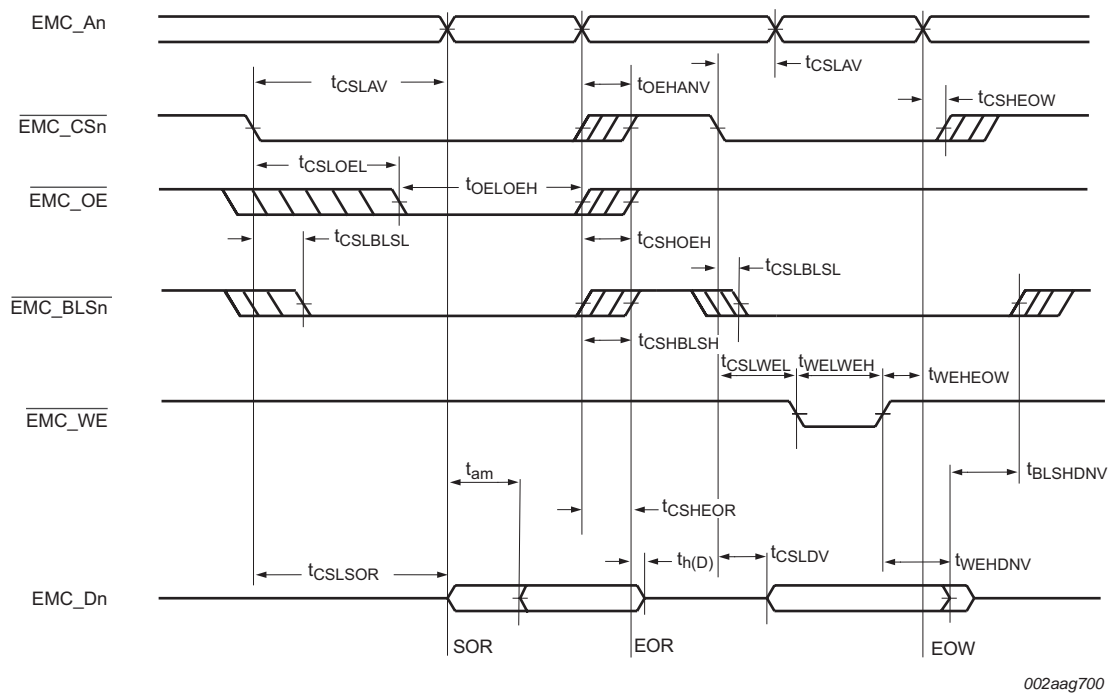 EMC_An
tCSLAV
tOEHANV
tCSLAV
tCSHEOW
EMC_CSn
tCSLOEL
tOELOEH
EMC_OE
tCSLBLSL
tCSHOEH
tCSLBLSL
EMC_BLSn
tCSHBLSH
tCSLWEL
tWELWEH
tWEHEOW
EMC_WE
tam
tBLSHDNV
tCSHEOR
th(D)
tCSLDV
tCSLSOR
tWEHDNV
EMC_Dn
SOR
EOR
EOW
002aag700